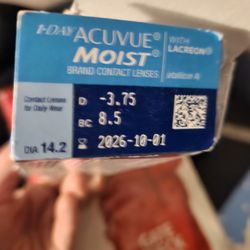 1-DAY ACUVUE®
MOIST®
BRAND CONTACT LENSES
WITH
LACREON®
etafilcon A
Contact Lenses
for Daily Wear
D -3.75
BC 8.5
2026-10-01
DIA 14.2